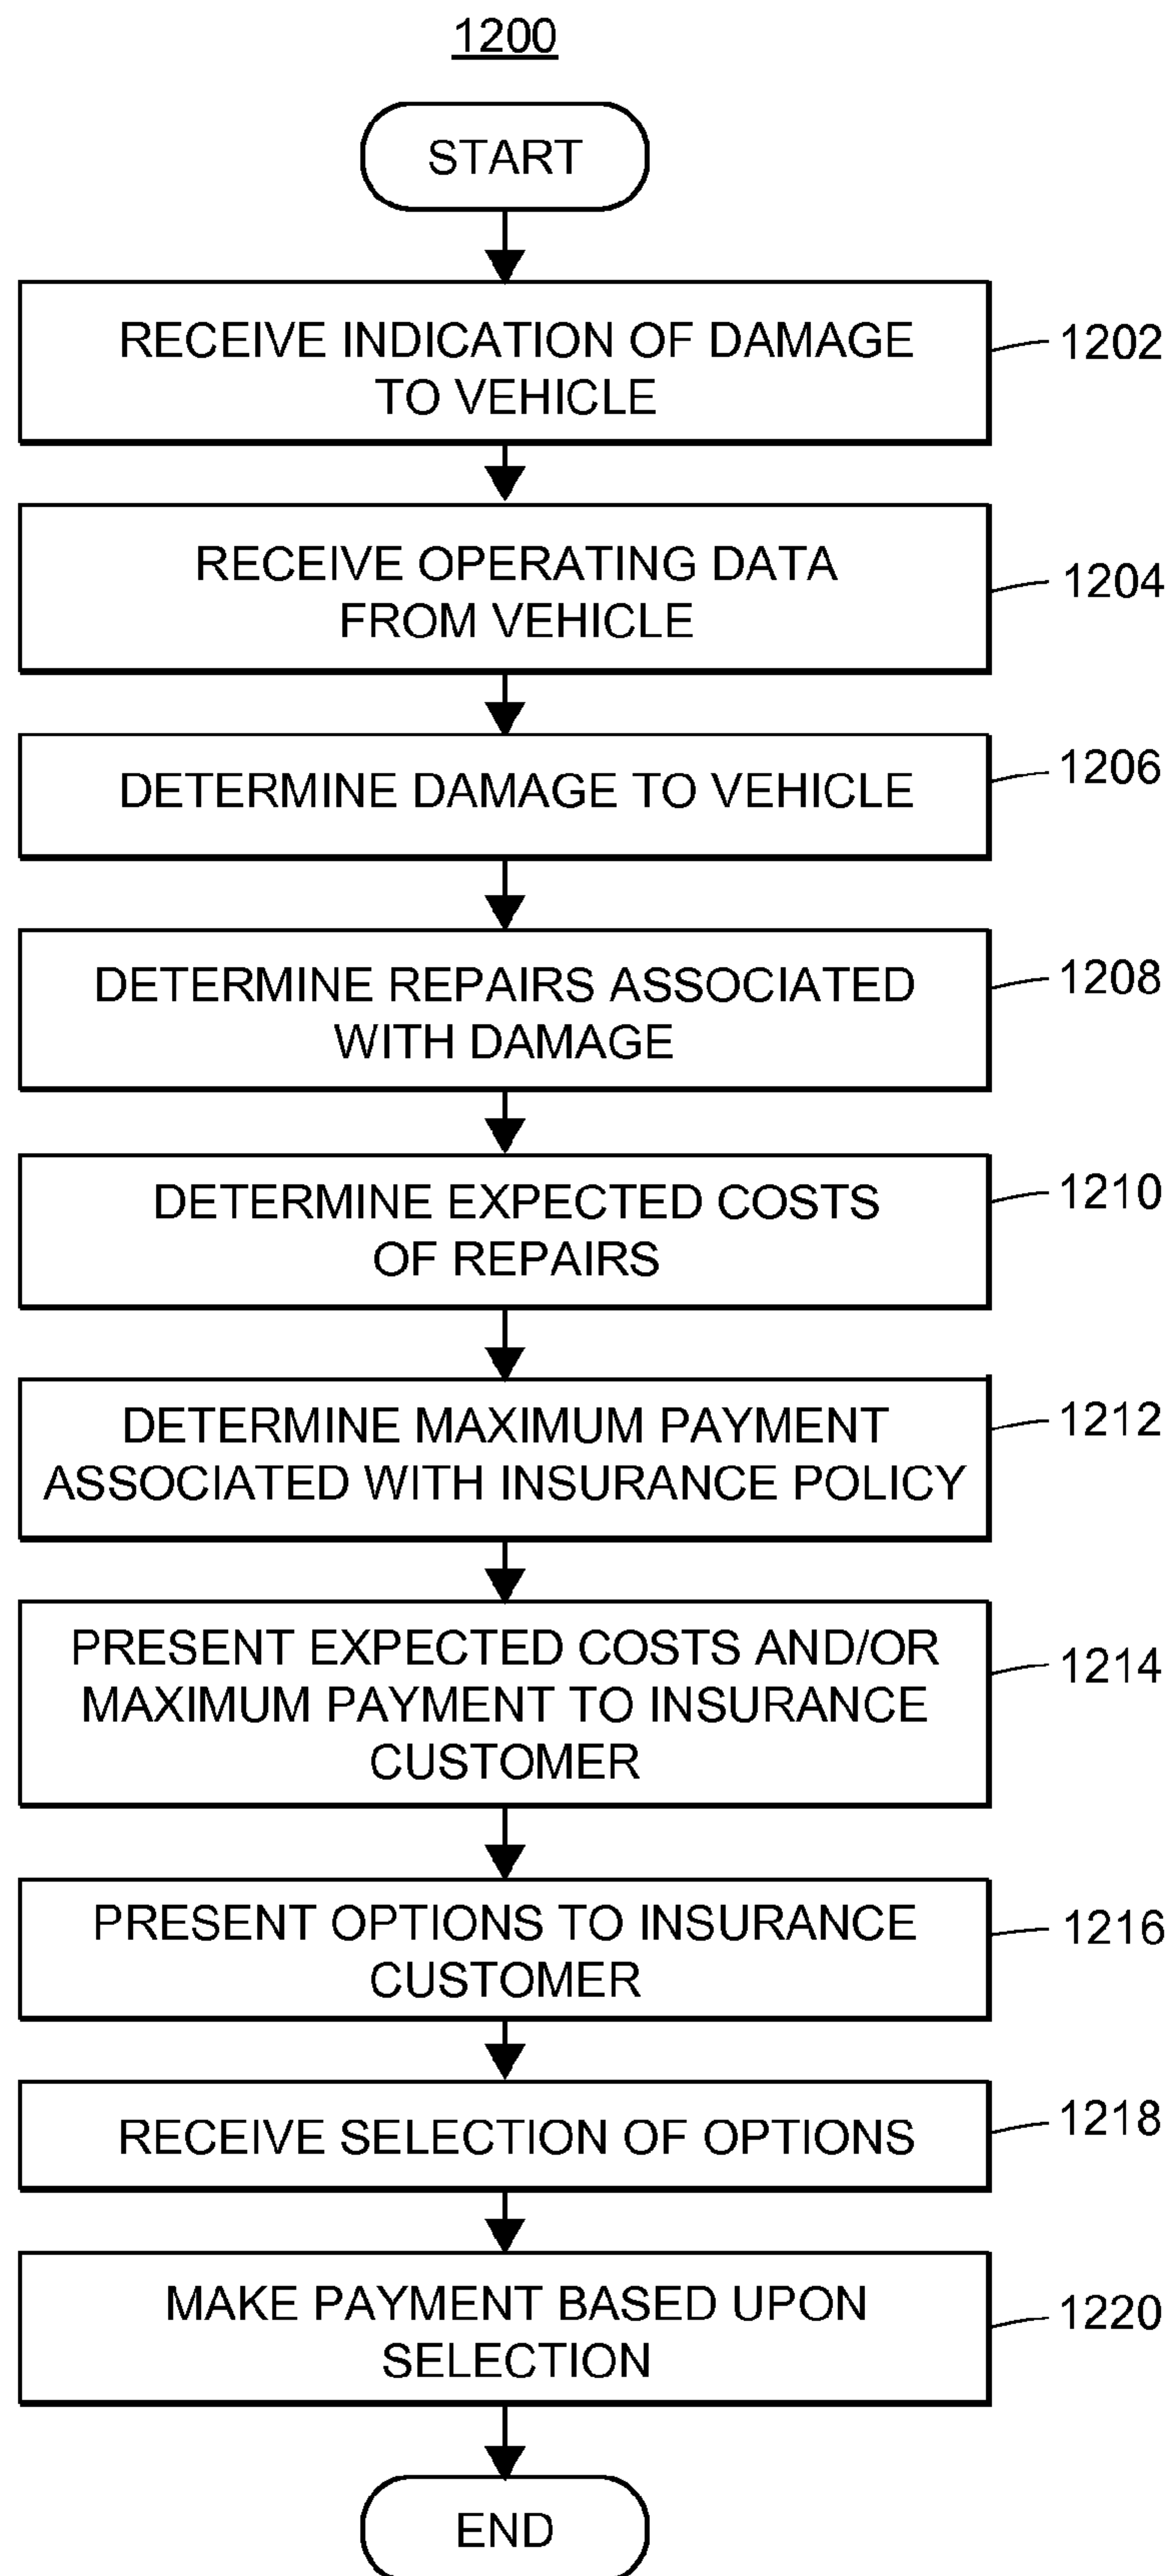 1200
START
RECEIVE INDICATION OF DAMAGE
TO VEHICLE
1202
RECEIVE OPERATING DATA
FROM VEHICLE
1204
DETERMINE DAMAGE TO VEHICLE
1206
DETERMINE REPAIRS ASSOCIATED
WITH DAMAGE
1208
DETERMINE EXPECTED COSTS
OF REPAIRS
1210
DETERMINE MAXIMUM PAYMENT
ASSOCIATED WITH INSURANCE POLICY
1212
PRESENT EXPECTED COSTS AND/OR
MAXIMUM PAYMENT TO INSURANCE
CUSTOMER
1214
PRESENT OPTIONS TO INSURANCE
CUSTOMER
1216
RECEIVE SELECTION OF OPTIONS
1218
MAKE PAYMENT BASED UPON
SELECTION
1220
END